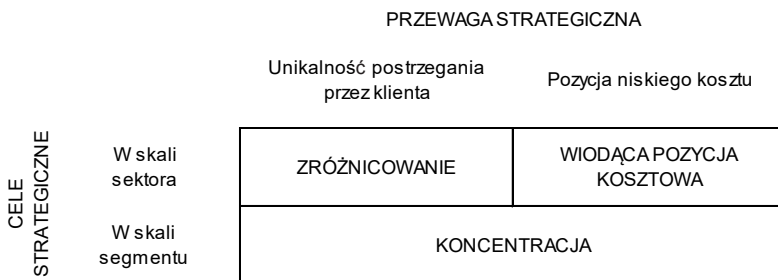 PRZEWAGA STRATEGICZNA
Unikalność postrzegania
przez klienta
Pozycja niskiego kosztu
CELE
STRATEGICZNE
W skali
sektora
ZRÓŻNICOWANIE
WIODĄCA POZYCJA
KOSZTOWA
W skali
segmentu
KONCENTRACJA